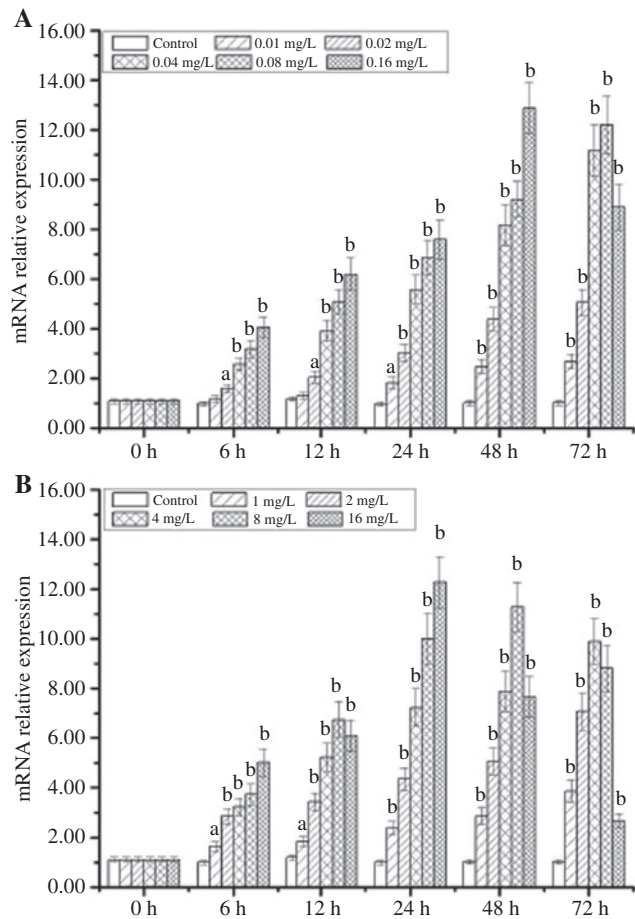 A
16.00
Control 0.01 mg/L 0.02 mg/L
0.04 mg/L 0.08 mg/L 0.16 mg/L
14.00
12.00
10.00
8.00
6.00
4.00
2.00
0.00
mRNA relative expression
a b b b
a b b b
a b b b b
b b b b b
b b b b b
0 h 6 h 12 h 24 h 48 h 72 h
B
16.00
Control 1 mg/L 2 mg/L
4 mg/L 8 mg/L 16 mg/L
14.00
12.00
10.00
8.00
6.00
4.00
2.00
0.00
mRNA relative expression
a b b b b
a b b b b
b b b b b
b b b b b
b b b b b
0 h 6 h 12 h 24 h 48 h 72 h